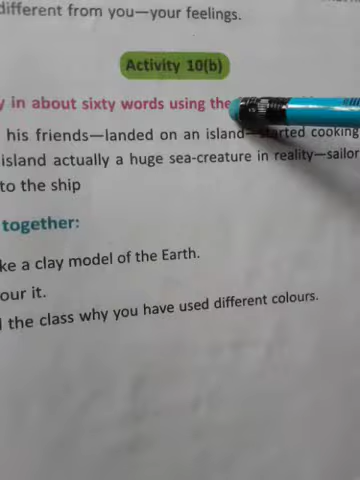 different from you—your feelings.
Activity 10(b)
in about sixty words using the
his friends—landed on an island—started cooking
island actually a huge sea-creature in reality—sailor
to the ship
together:
ke a clay model of the Earth.
our it.
the class why you have used different colours.